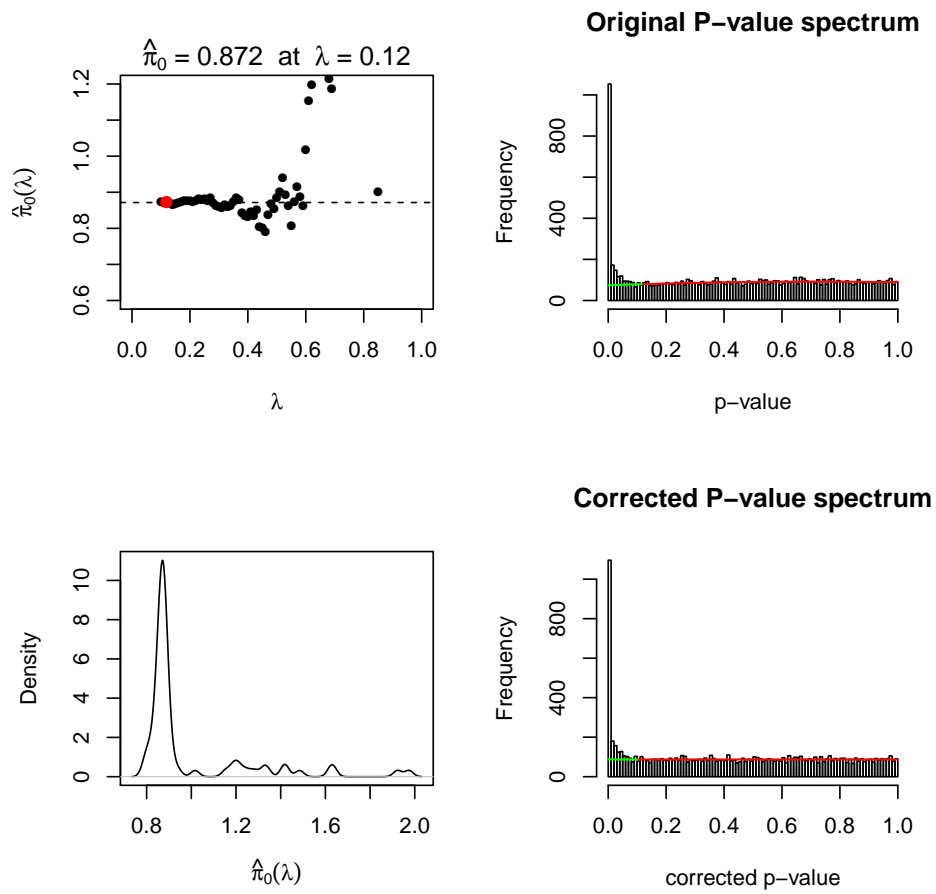 π̂₀ = 0.872 at λ = 0.12
π̂₀(λ)
0.6 0.8 1.0 1.2
0.0 0.2 0.4 0.6 0.8 1.0
λ
Original P−value spectrum
Frequency
0 400 800
0.0 0.2 0.4 0.6 0.8 1.0
p−value
Density
0 2 4 6 8 10
0.8 1.2 1.6 2.0
π̂₀(λ)
Corrected P−value spectrum
Frequency
0 400 800
0.0 0.2 0.4 0.6 0.8 1.0
corrected p−value